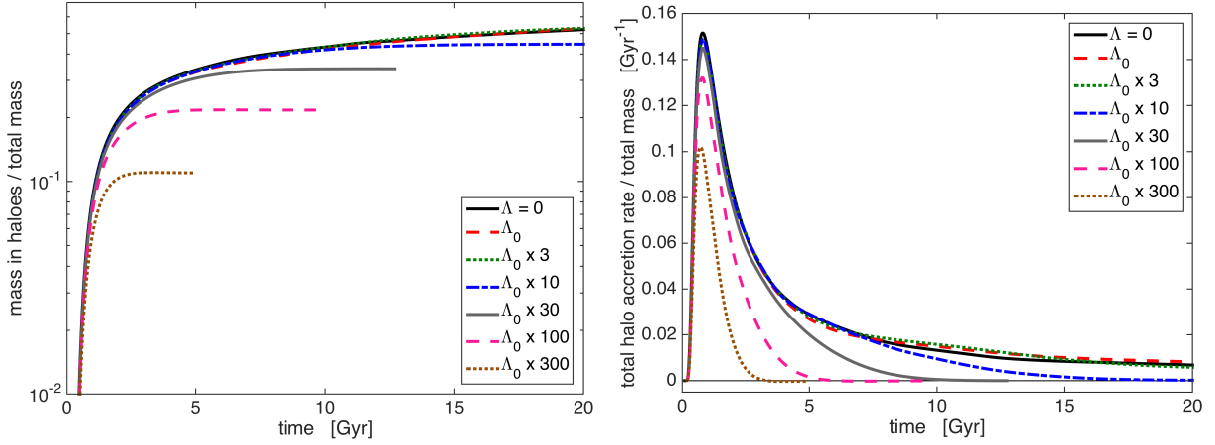 mass in haloes / total mass
10⁻¹
10⁻²
0
5
10
15
20
time [Gyr]
Λ = 0
Λ₀
Λ₀ x 3
Λ₀ x 10
Λ₀ x 30
Λ₀ x 100
Λ₀ x 300
total halo accretion rate / total mass [Gyr⁻¹]
0.16
0.14
0.12
0.1
0.08
0.06
0.04
0.02
0
0
5
10
15
20
time [Gyr]
Λ = 0
Λ₀
Λ₀ x 3
Λ₀ x 10
Λ₀ x 30
Λ₀ x 100
Λ₀ x 300